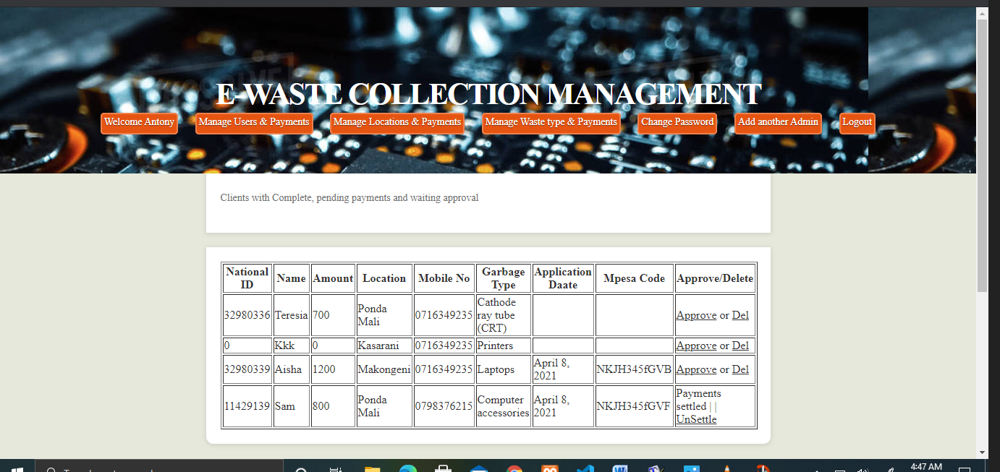 E-WASTE COLLECTION MANAGEMENT
Welcome Antony Manage Users & Payments Manage Locations & Payments Manage Waste type & Payments Change Password Add another Admin Logout
Clients with Complete, pending payments and waiting approval
National ID Name Amount Location Mobile No Garbage Type Application Daate Mpesa Code Approve/Delete
32980336 Teresia 700 Ponda Mali 0716349235 Cathode ray tube (CRT) Approve or Del
0 Kkk 0 Kasarani 0716349235 Printers Approve or Del
32980339 Aisha 1200 Makongeni 0716349235 Laptops April 8, 2021 NKJH345fGVB Approve or Del
11429139 Sam 800 Ponda Mali 0798376215 Computer accessories April 8, 2021 NKJH345fGVF Payments settled | | UnSettle
4:47 AM